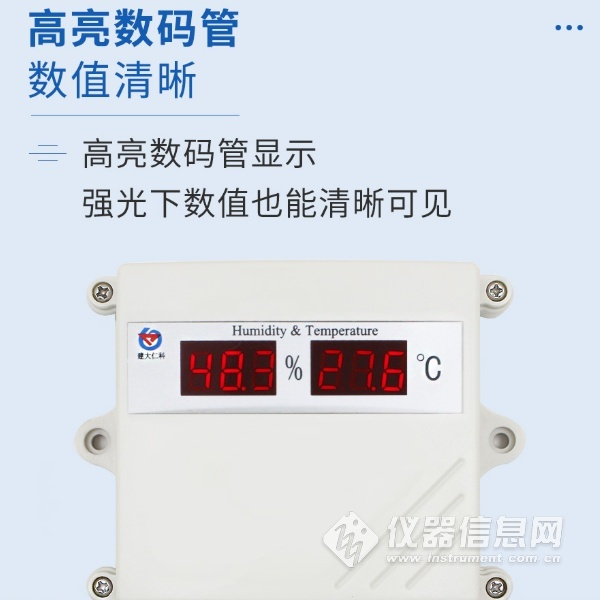 高亮数码管
数值清晰
高亮数码管显示
强光下数值也能清晰可见
Humidity & Temperature
建大仁科
48.3 % 27.6 °C
仪器信息网
www.instrument.com.cn